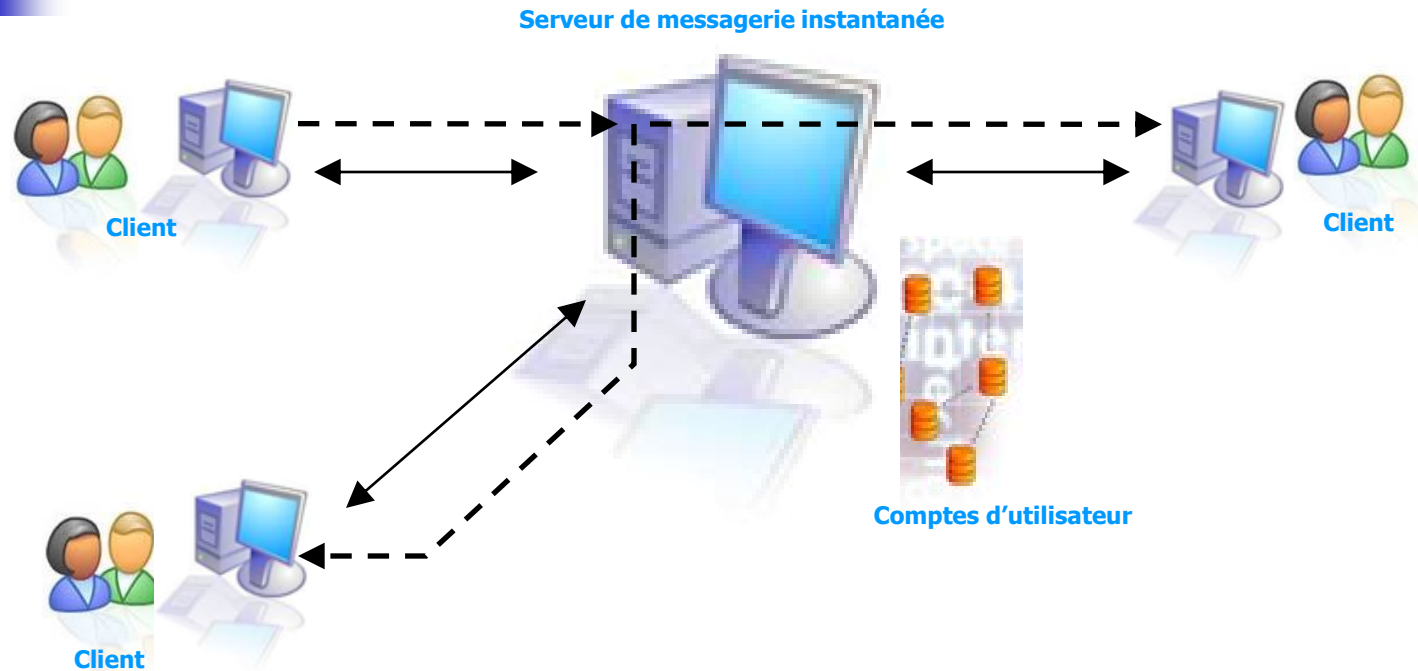 Serveur de messagerie instantanée
Client
Client
Comptes d’utilisateur
Client